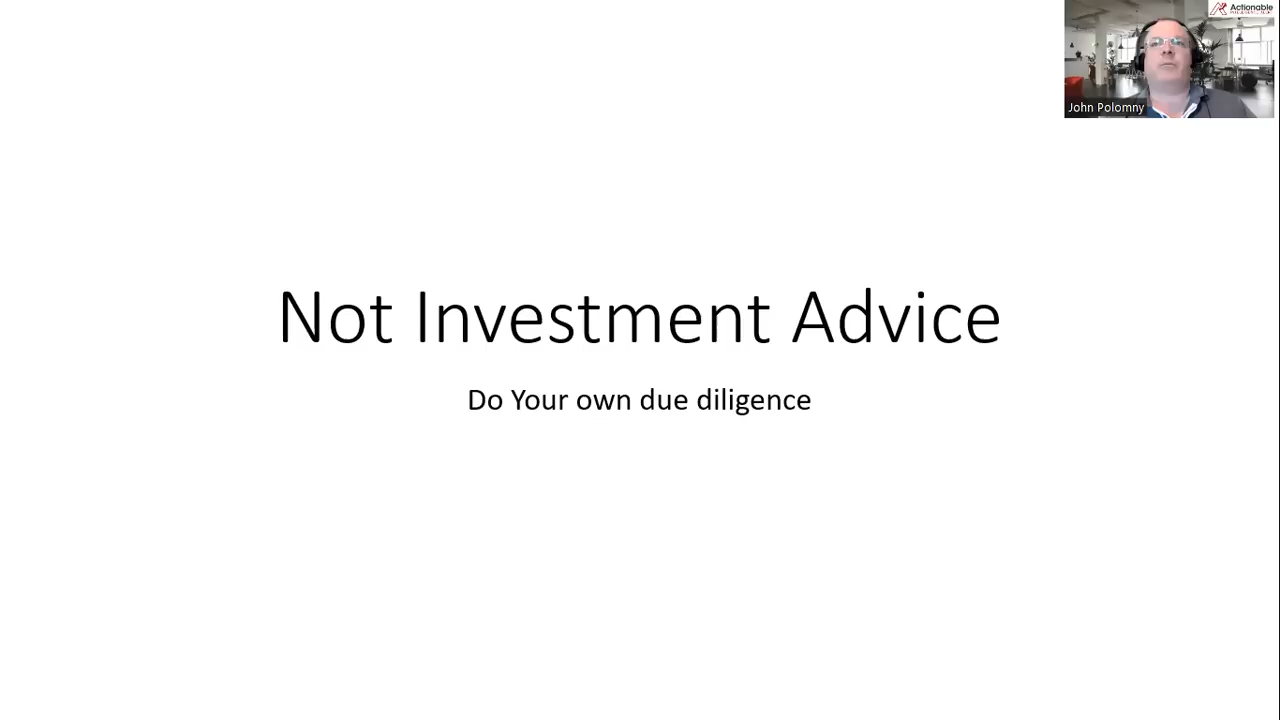 Actionable
John Polomny
Not Investment Advice
Do Your own due diligence